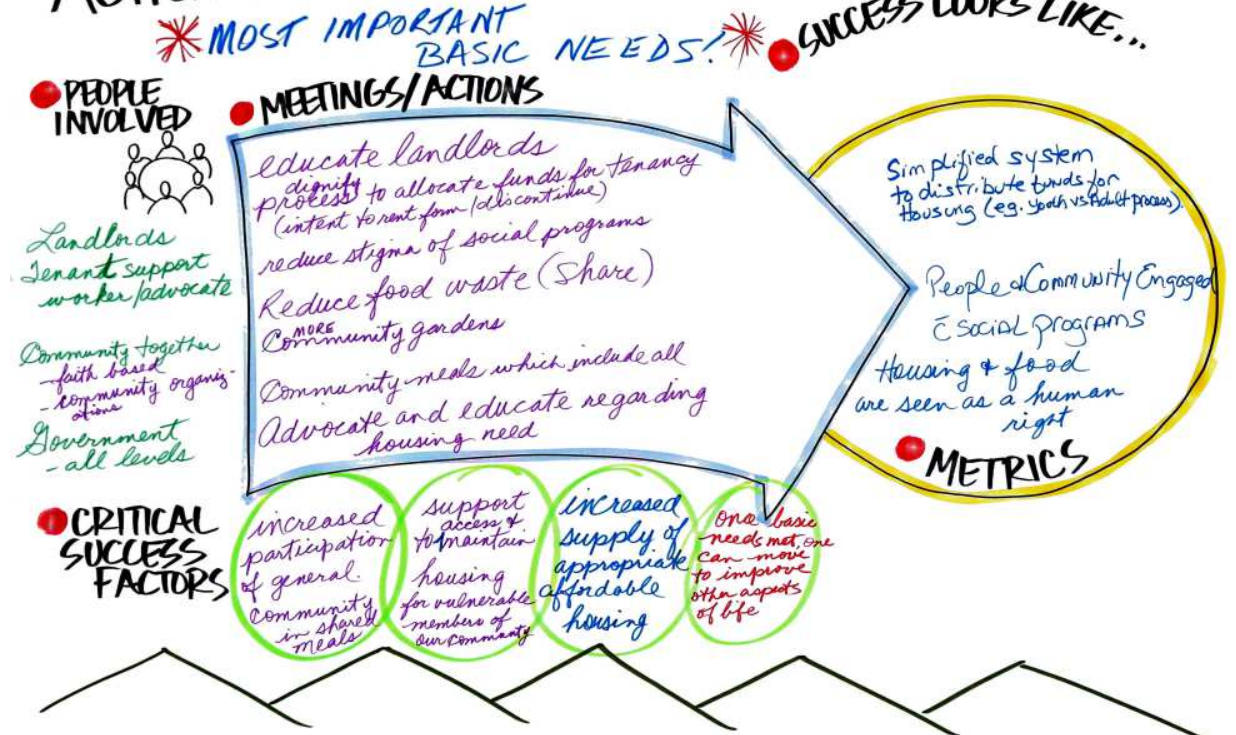 MOST IMPORTANT
BASIC NEEDS!
SUCCESS LOOKS LIKE...
PEOPLE
INVOLVED
Landlords
Tenant support
worker/advocate
Community together
-faith based
-community organiz-
ations
Government
-all levels
MEETINGS/ACTIONS
educate landlords
dignify
process to allocate funds for tenancy
(intent to rent form/discontinue)
reduce stigma of social programs
Reduce food waste (Share)
MORE
Community gardens
Community meals which include all
Advocate and educate regarding
housing need
Simplified system
to distribute funds for
Housing (eg. Youth vs Adult process)
People & Community Engaged
c̄ SOCIAL PROGRAMS
Housing & food
are seen as a human
right
METRICS
CRITICAL
SUCCESS
FACTORS
increased
participation
of general
community
in shared
meals
support
access &
to maintain
housing
for vulnerable
members of
our community
increased
supply of
appropriate
affordable
housing
Once basic
needs met, one
can move
to improve
other aspects
of life